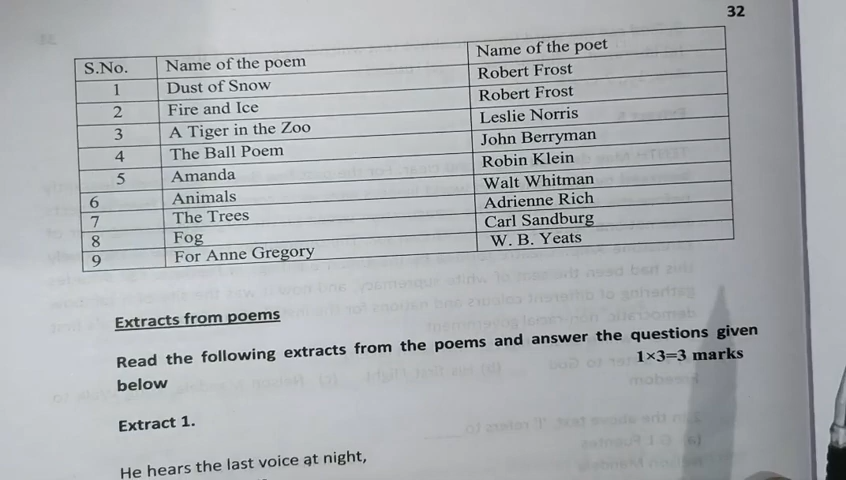 32
S.No. Name of the poem Name of the poet
1 Dust of Snow Robert Frost
2 Fire and Ice Robert Frost
3 A Tiger in the Zoo Leslie Norris
4 The Ball Poem John Berryman
5 Amanda Robin Klein
6 Animals Walt Whitman
7 The Trees Adrienne Rich
8 Fog Carl Sandburg
9 For Anne Gregory W. B. Yeats
Extracts from poems
Read the following extracts from the poems and answer the questions given
below 1×3=3 marks
Extract 1.
He hears the last voice at night,